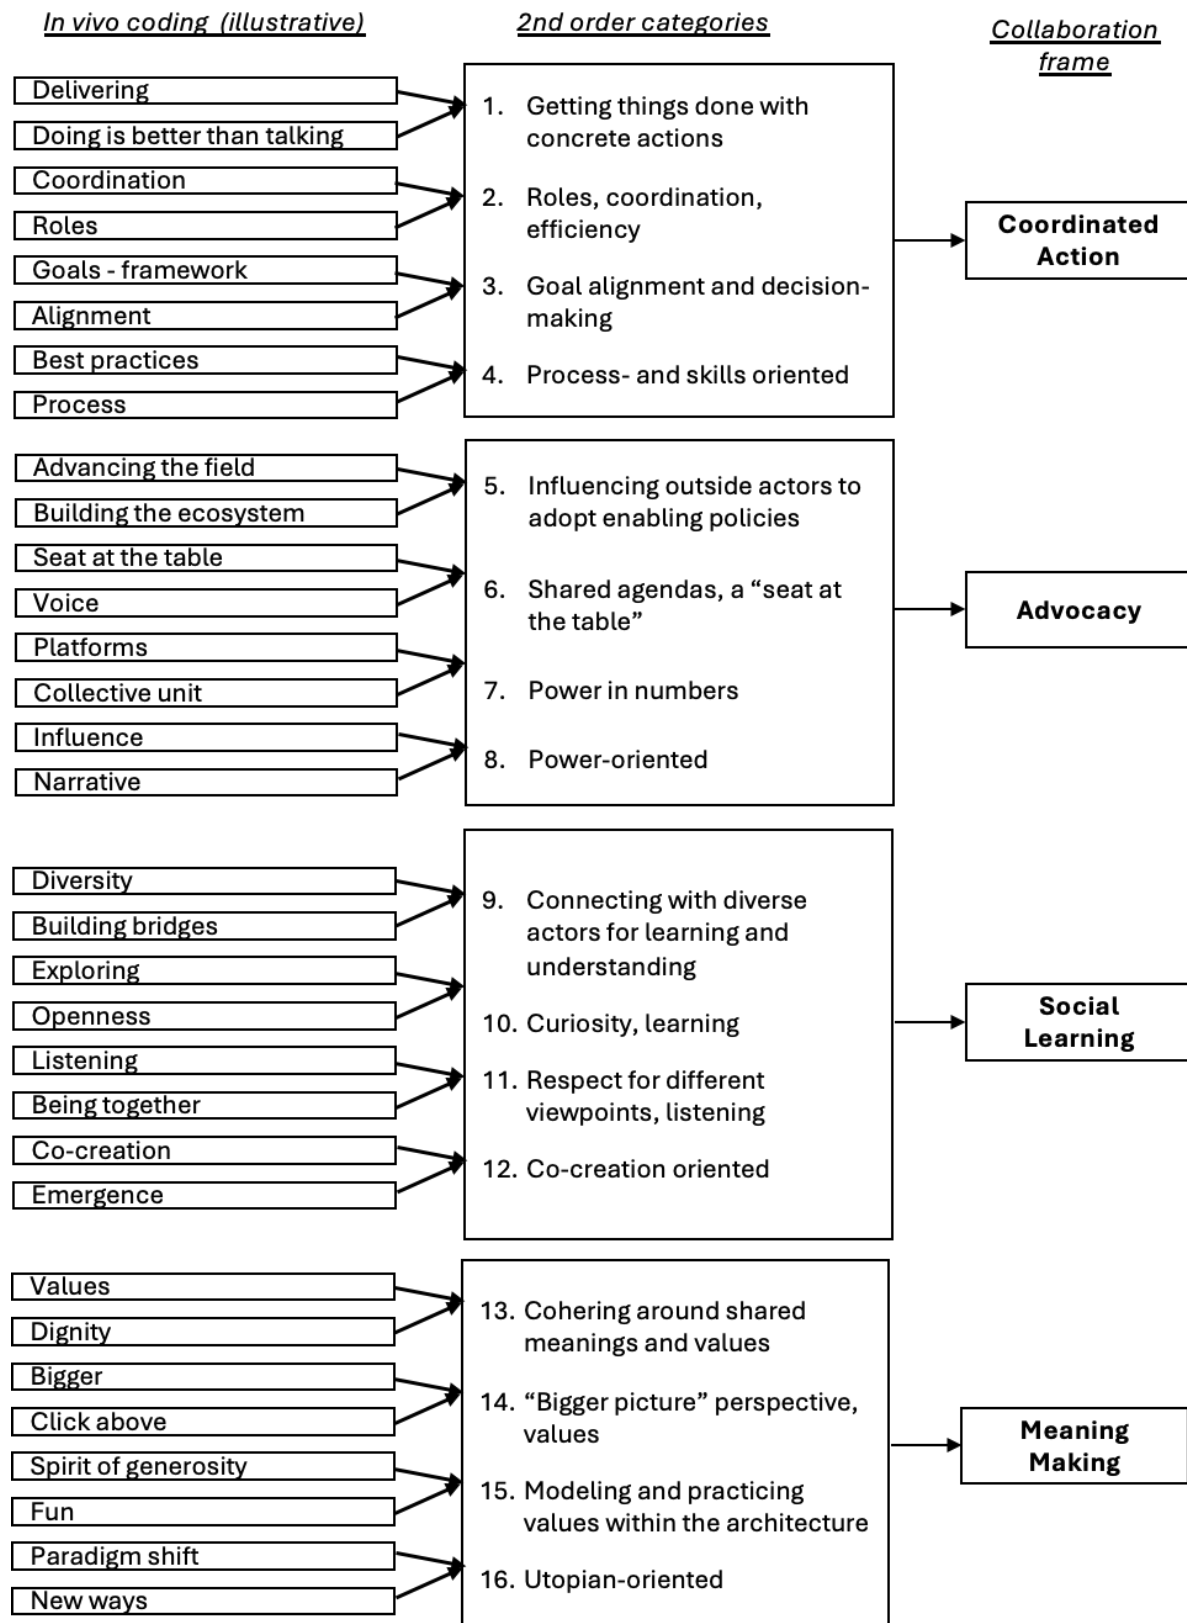 In vivo coding (illustrative)
2nd order categories
Collaboration
frame
Delivering
Doing is better than talking
Coordination
Roles
Goals - framework
Alignment
Best practices
Process
1. Getting things done with
concrete actions
2. Roles, coordination,
efficiency
3. Goal alignment and decision-
making
4. Process- and skills oriented
Coordinated
Action
Advancing the field
Building the ecosystem
Seat at the table
Voice
Platforms
Collective unit
Influence
Narrative
5. Influencing outside actors to
adopt enabling policies
6. Shared agendas, a “seat at
the table”
7. Power in numbers
8. Power-oriented
Advocacy
Diversity
Building bridges
Exploring
Openness
Listening
Being together
Co-creation
Emergence
9. Connecting with diverse
actors for learning and
understanding
10. Curiosity, learning
11. Respect for different
viewpoints, listening
12. Co-creation oriented
Social
Learning
Values
Dignity
Bigger
Click above
Spirit of generosity
Fun
Paradigm shift
New ways
13. Cohering around shared
meanings and values
14. “Bigger picture” perspective,
values
15. Modeling and practicing
values within the architecture
16. Utopian-oriented
Meaning
Making